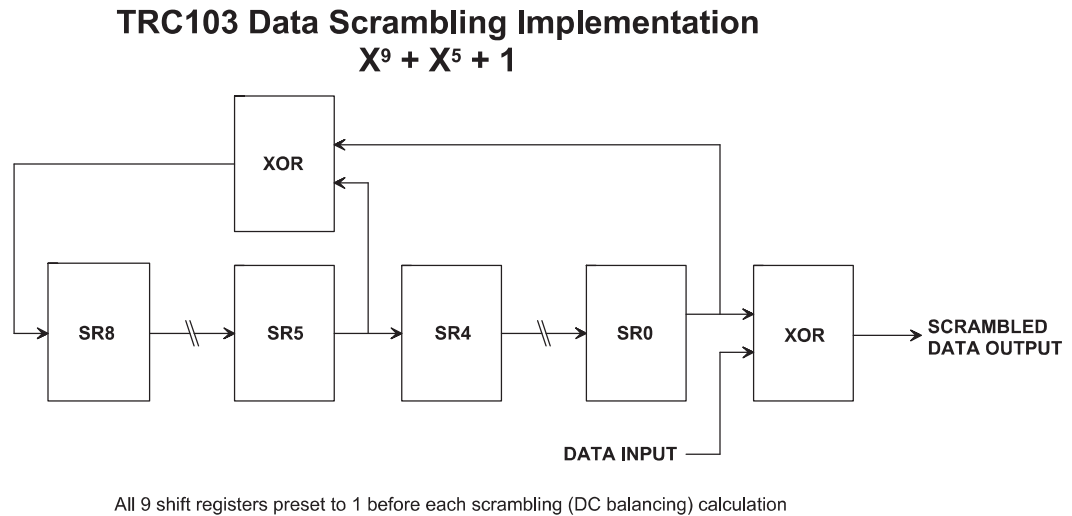 TRC103 Data Scrambling Implementation
X⁹ + X⁵ + 1
XOR
SR8
SR5
SR4
SR0
XOR
SCRAMBLED
DATA OUTPUT
DATA INPUT
All 9 shift registers preset to 1 before each scrambling (DC balancing) calculation